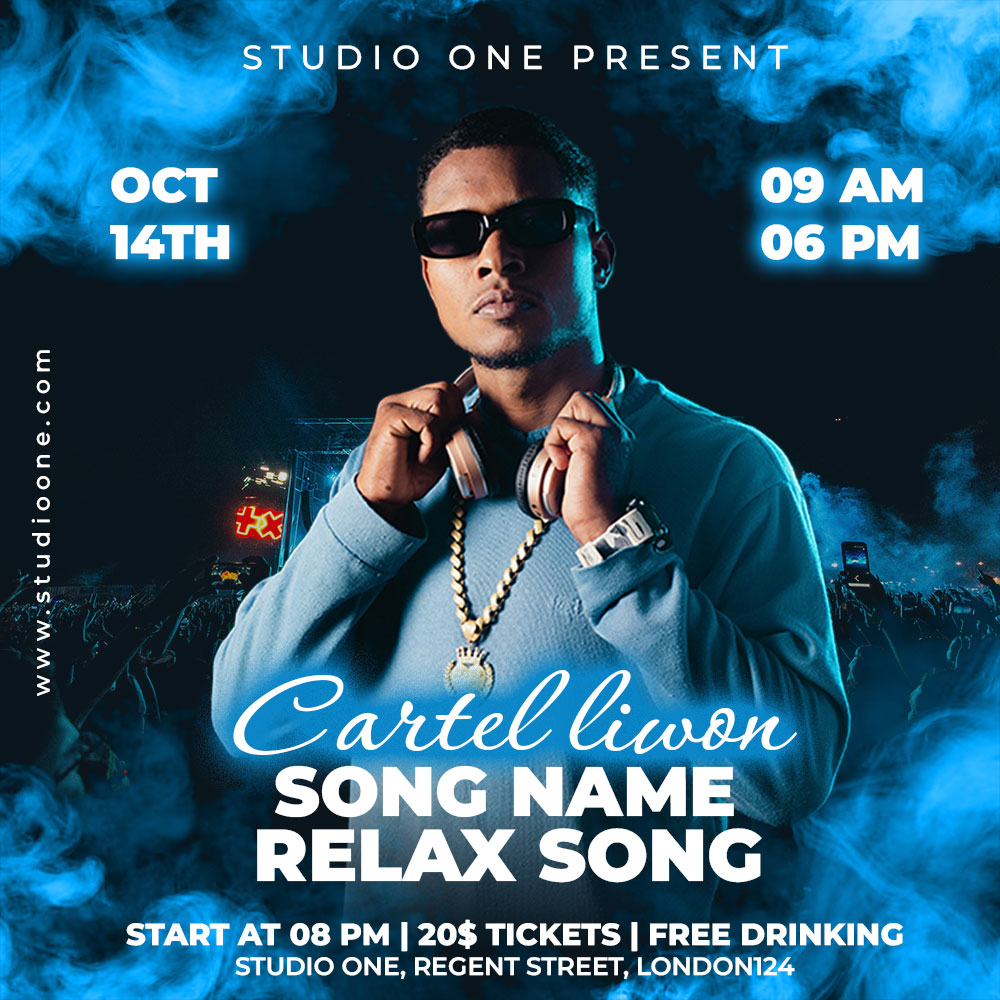 STUDIO ONE PRESENT
OCT
14TH
09 AM
06 PM
www.studioone.com
Cartel liwon
SONG NAME
RELAX SONG
START AT 08 PM | 20$ TICKETS | FREE DRINKING
STUDIO ONE, REGENT STREET, LONDON124